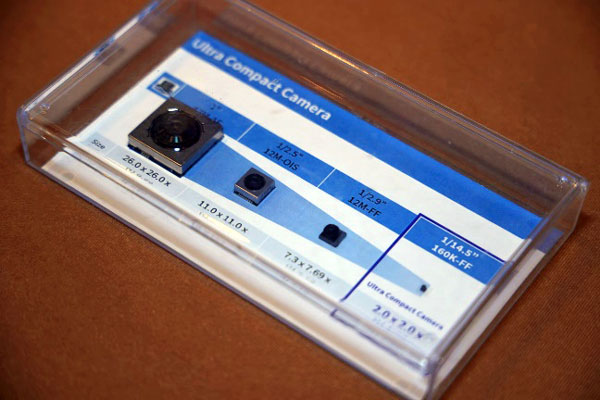 Ultra Compact Camera
1/2.5"
12M-OIS
1/2.9"
12M-FF
1/14.5"
160K-FF
Ultra Compact Camera
Size
26.0 x 26.0 x
11.0 x 11.0 x
7.3 x 7.69 x
2.0 x 2.0 x